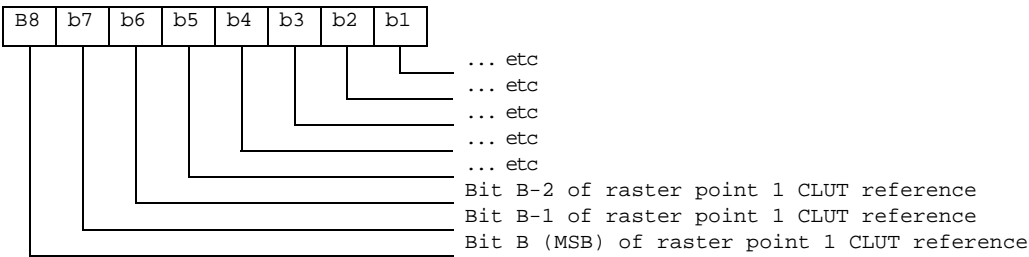 B8 b7 b6 b5 b4 b3 b2 b1
... etc
... etc
... etc
... etc
... etc
Bit B-2 of raster point 1 CLUT reference
Bit B-1 of raster point 1 CLUT reference
Bit B (MSB) of raster point 1 CLUT reference